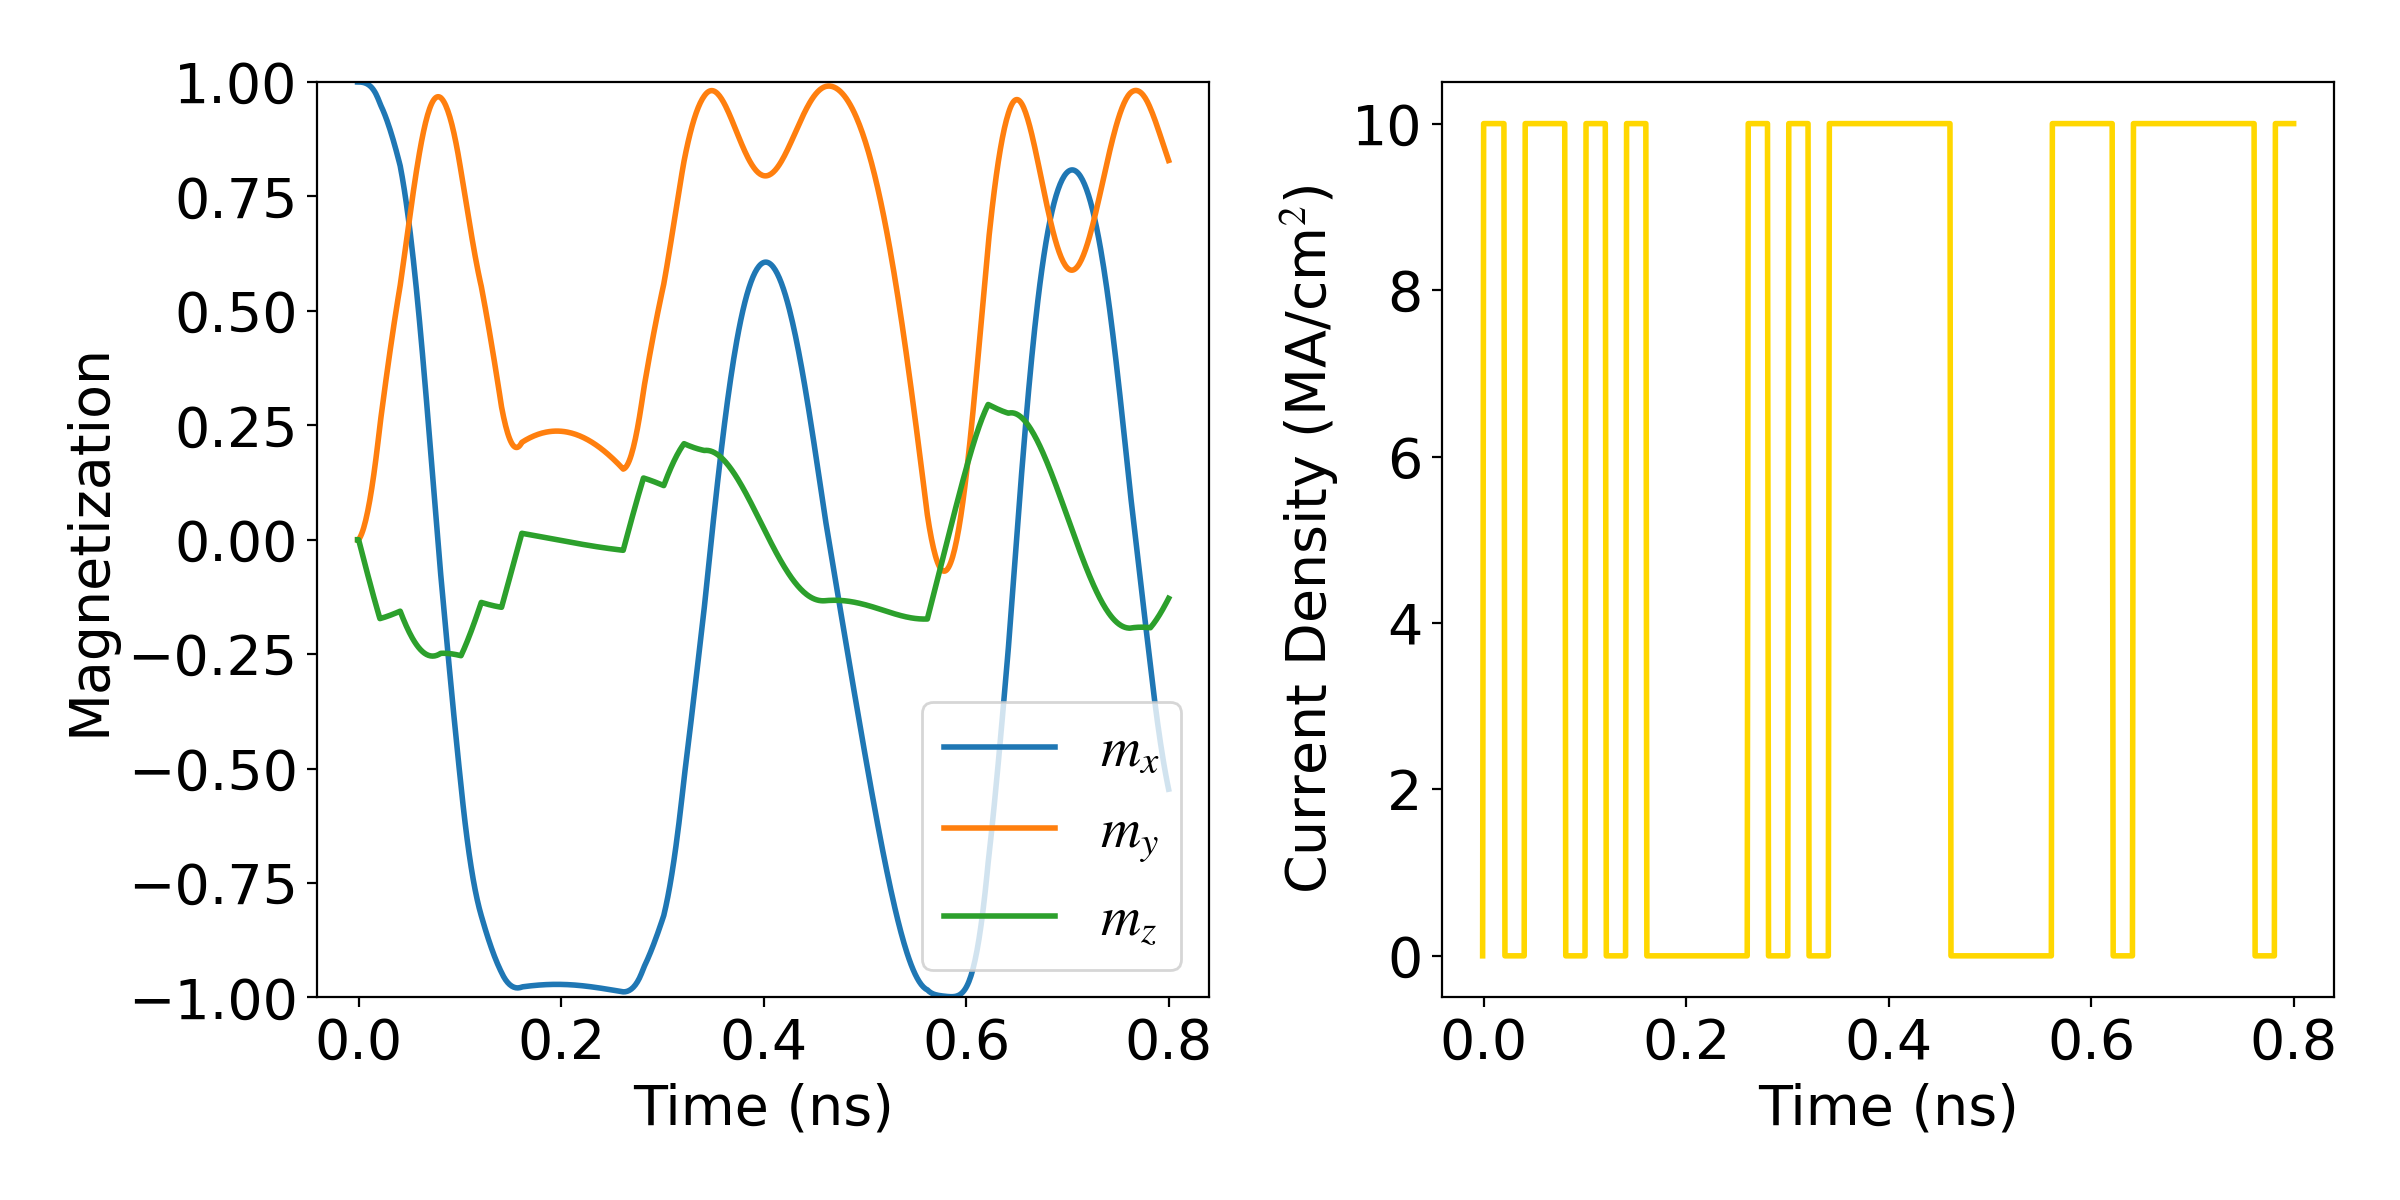 1.00
0.75
0.50
0.25
0.00
−0.25
−0.50
−0.75
−1.00
Magnetization
0.0 0.2 0.4 0.6 0.8
Time (ns)
m_x
m_y
m_z
10
8
6
4
2
0
Current Density (MA/cm²)
0.0 0.2 0.4 0.6 0.8
Time (ns)